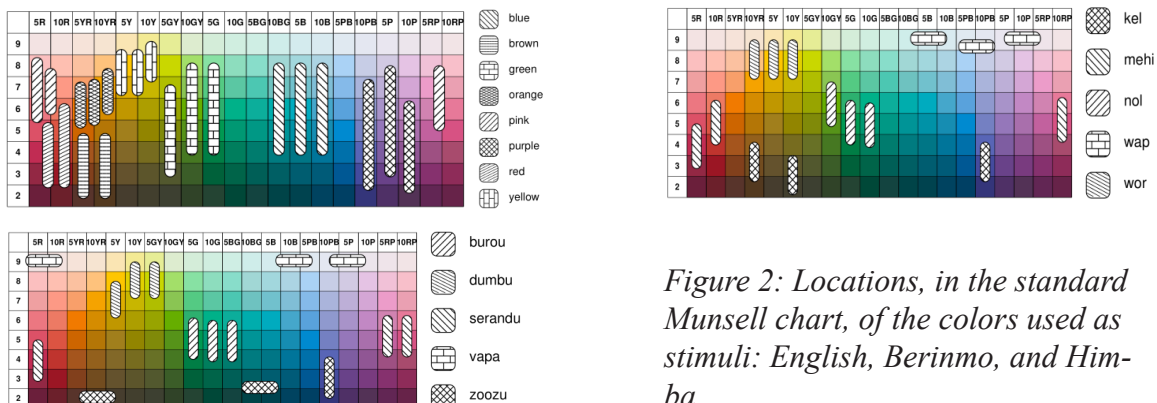 5R 10R 5YR 10YR 5Y 10Y 5GY 10GY 5G 10G 5BG 10BG 5B 10B 5PB 10PB 5P 10P 5RP 10RP
9
8
7
6
5
4
3
2
blue
brown
green
orange
pink
purple
red
yellow
5R 10R 5YR 10YR 5Y 10Y 5GY 10GY 5G 10G 5BG 10BG 5B 10B 5PB 10PB 5P 10P 5RP 10RP
9
8
7
6
5
4
3
2
kel
mehi
nol
wap
wor
5R 10R 5YR 10YR 5Y 10Y 5GY 10GY 5G 10G 5BG 10BG 5B 10B 5PB 10PB 5P 10P 5RP 10RP
9
8
7
6
5
4
3
2
burou
dumbu
serandu
vapa
zoozu
Figure 2: Locations, in the standard
Munsell chart, of the colors used as
stimuli: English, Berinmo, and Him-
ba